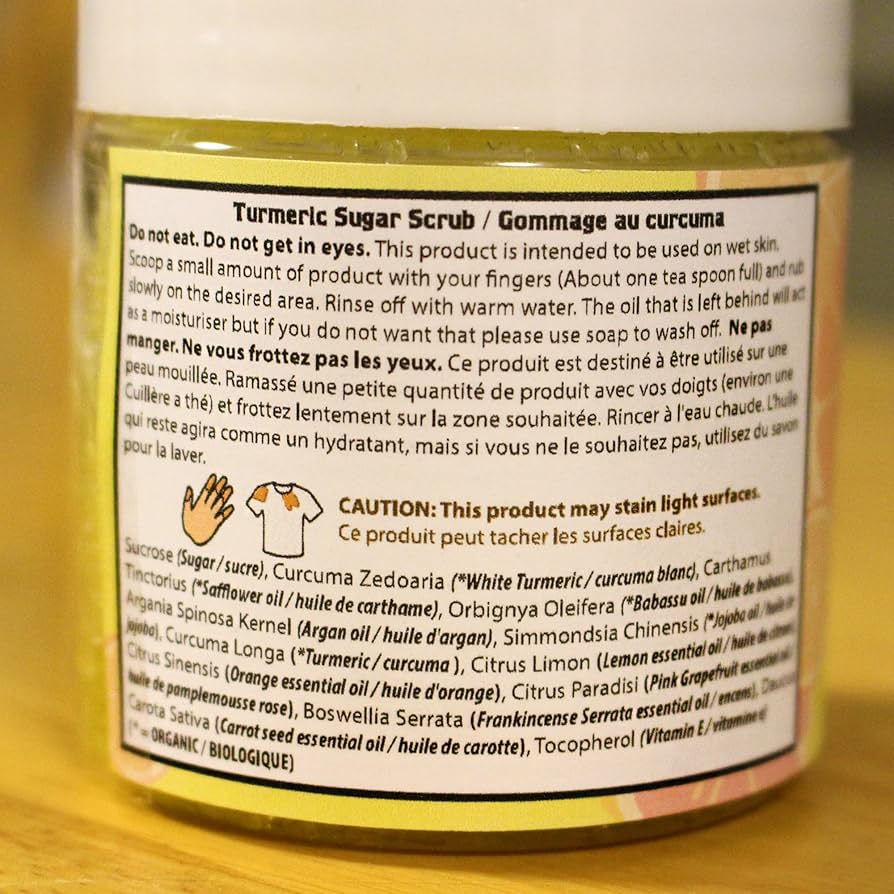 Turmeric Sugar Scrub / Gommage au curcuma
Do not eat. Do not get in eyes. This product is intended to be used on wet skin.
Scoop a small amount of product with your fingers (About one tea spoon full) and rub
slowly on the desired area. Rinse off with warm water. The oil that is left behind will act
as a moisturiser but if you do not want that please use soap to wash off. Ne pas
manger. Ne vous frottez pas les yeux. Ce produit est destiné à être utilisé sur une
peau mouillée. Ramassé une petite quantité de produit avec vos doigts (environ une
Cuillère a thé) et frottez lentement sur la zone souhaitée. Rincer à l'eau chaude. L'huile
qui reste agira comme un hydratant, mais si vous ne le souhaitez pas, utilisez du savon
pour la laver.
CAUTION: This product may stain light surfaces.
Ce produit peut tacher les surfaces claires.
Sucrose (Sugar / sucre), Curcuma Zedoaria (*White Turmeric / curcuma blanc), Carthamus
Tinctorius (*Safflower oil / huile de carthame), Orbignya Oleifera (*Babassu oil / huile de babassu),
Argania Spinosa Kernel (Argan oil / huile d'argan), Simmondsia Chinensis (*Jojoba oil / huile de
jojoba), Curcuma Longa (*Turmeric / curcuma ), Citrus Limon (Lemon essential oil / huile de citron),
Citrus Sinensis (Orange essential oil / huile d'orange), Citrus Paradisi (Pink Grapefruit essential oil /
huile de pamplemousse rose), Boswellia Serrata (Frankincense Serrata essential oil / encens), Daucus
Carota Sativa (Carrot seed essential oil / huile de carotte), Tocopherol (Vitamin E / vitamine e)
(* = ORGANIC / BIOLOGIQUE)